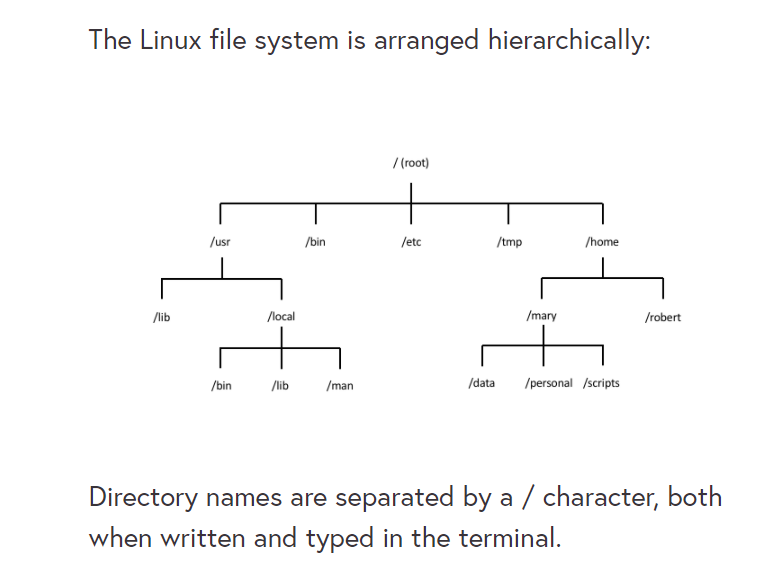 The Linux file system is arranged hierarchically:
/ (root)
/usr /bin /etc /tmp /home
/lib /local /mary /robert
/bin /lib /man /data /personal /scripts
Directory names are separated by a / character, both
when written and typed in the terminal.